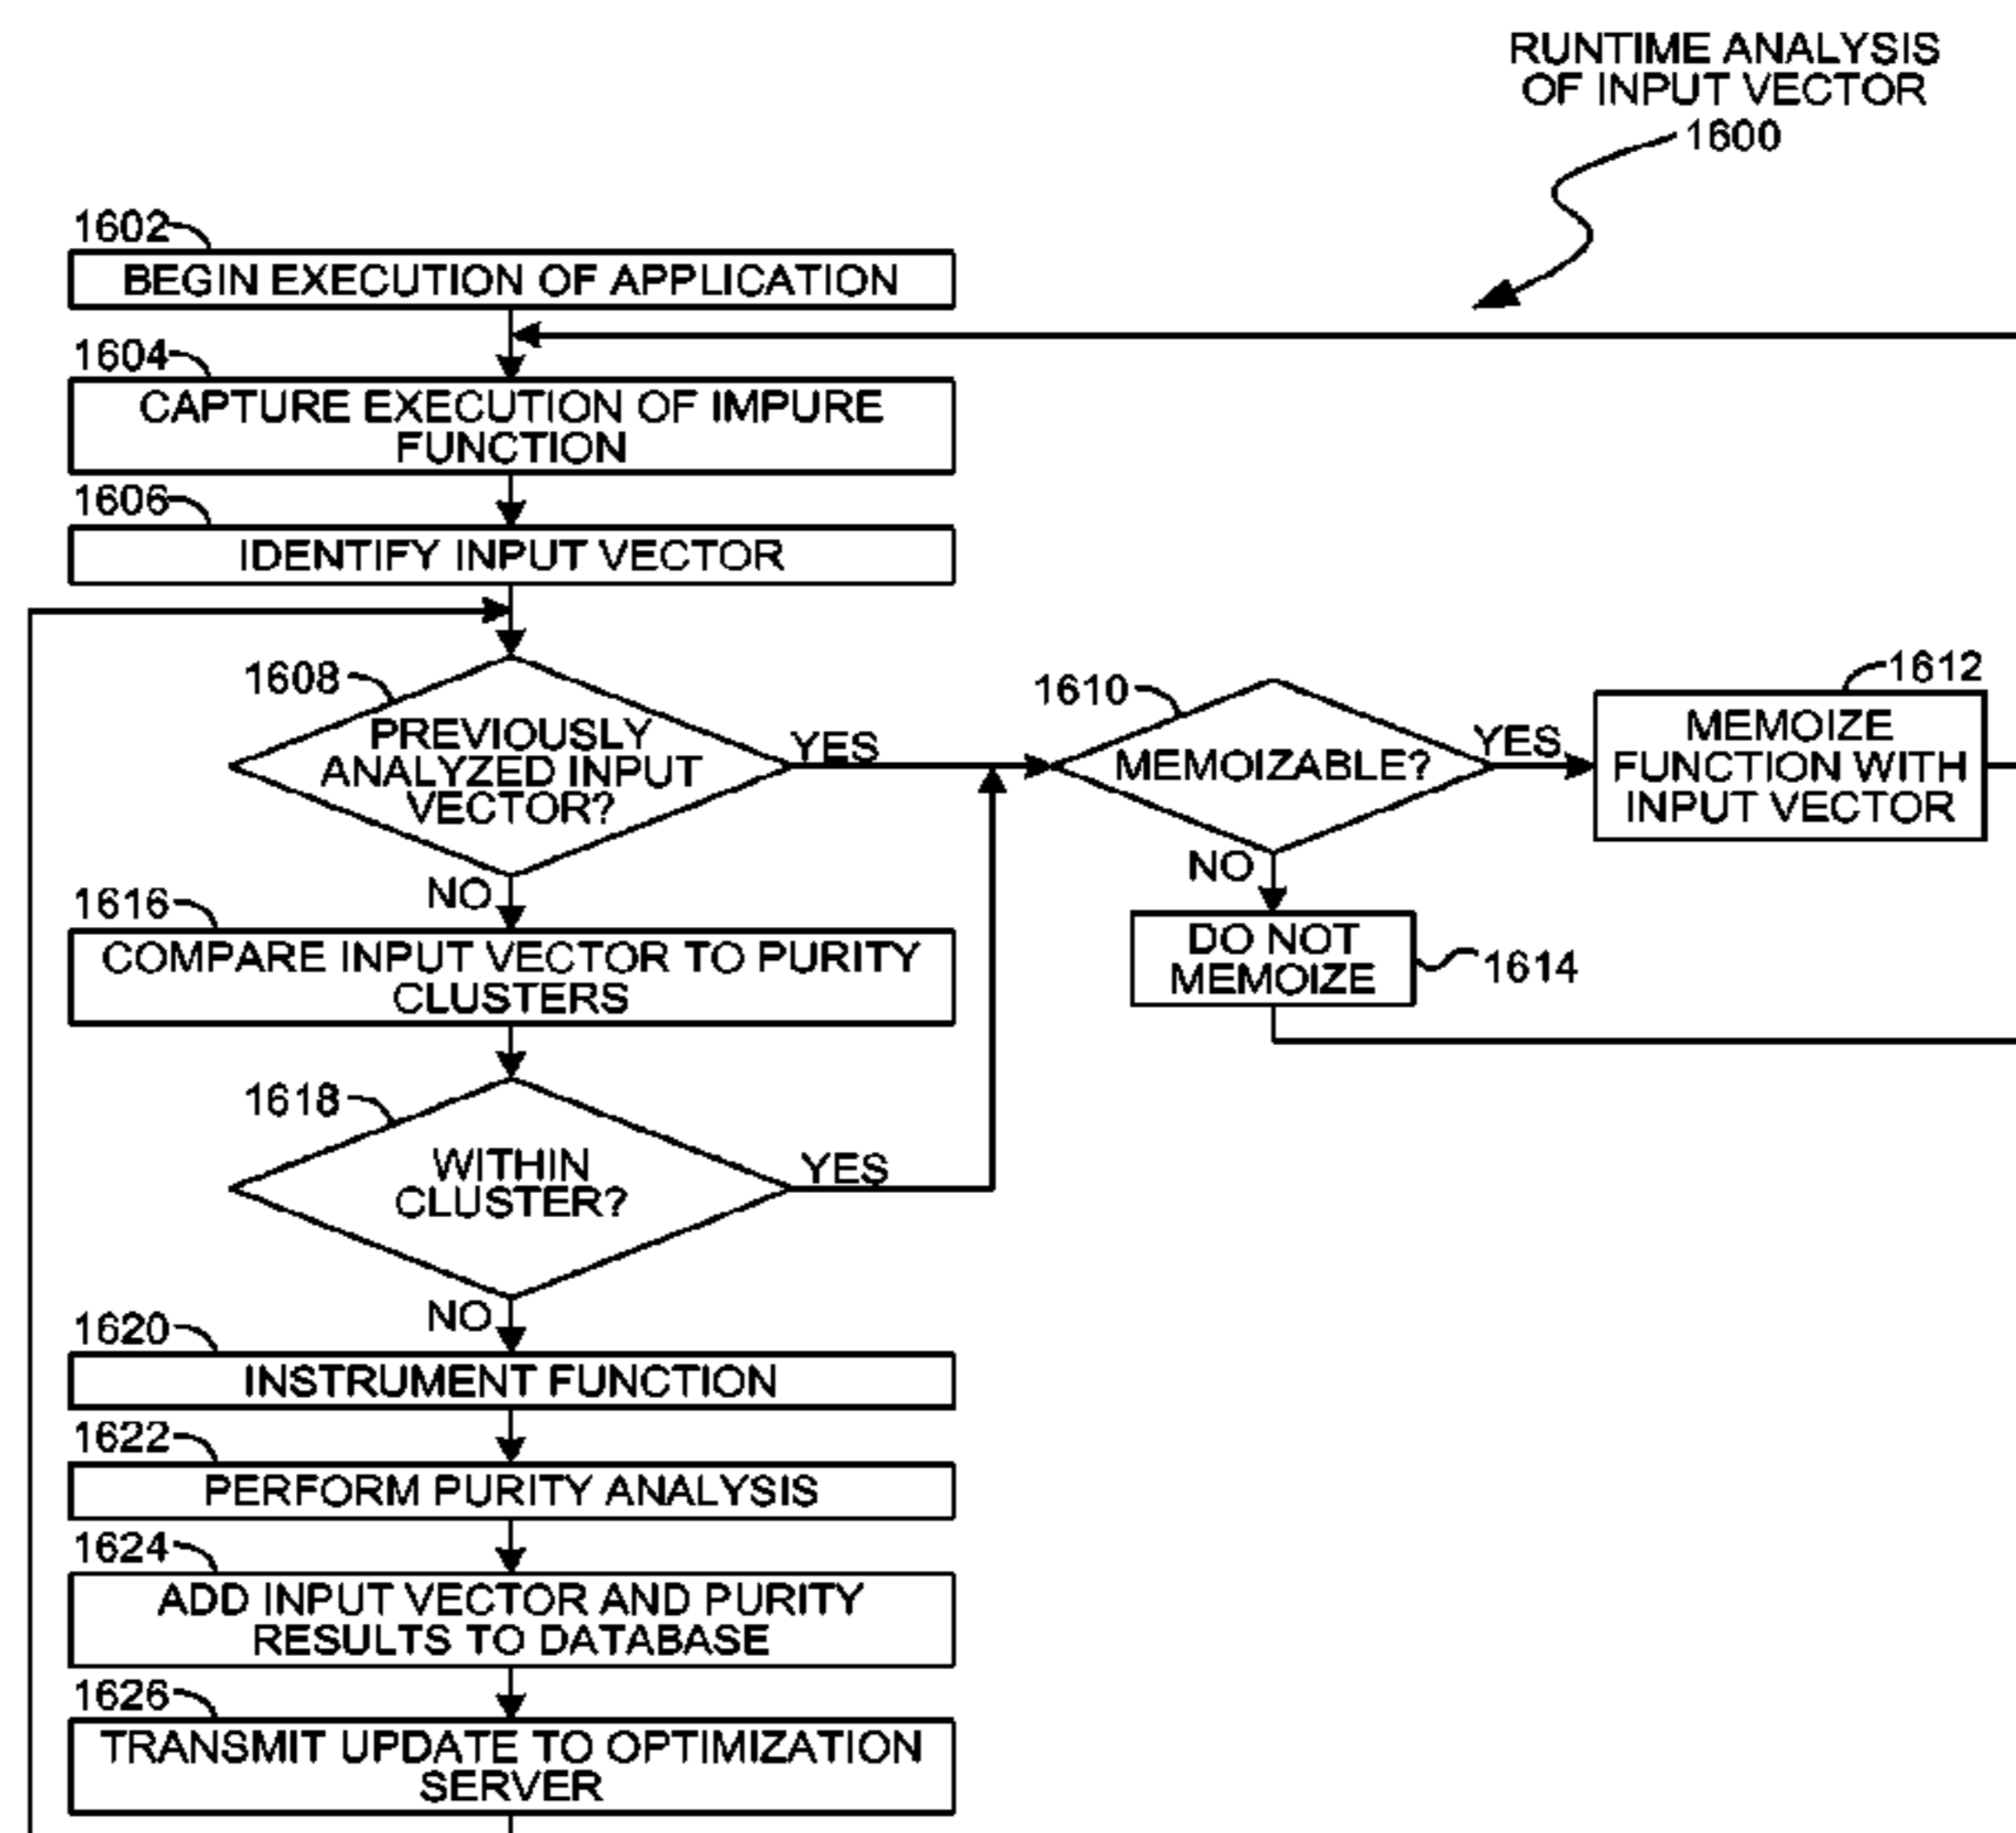 RUNTIME ANALYSIS
OF INPUT VECTOR
1600
1602
BEGIN EXECUTION OF APPLICATION
1604
CAPTURE EXECUTION OF IMPURE
FUNCTION
1606
IDENTIFY INPUT VECTOR
1608
PREVIOUSLY
ANALYZED INPUT
VECTOR?
YES
NO
1610
MEMOIZABLE?
YES
NO
1612
MEMOIZE
FUNCTION WITH
INPUT VECTOR
DO NOT
MEMOIZE
1614
1616
COMPARE INPUT VECTOR TO PURITY
CLUSTERS
1618
WITHIN
CLUSTER?
YES
NO
1620
INSTRUMENT FUNCTION
1622
PERFORM PURITY ANALYSIS
1624
ADD INPUT VECTOR AND PURITY
RESULTS TO DATABASE
1626
TRANSMIT UPDATE TO OPTIMIZATION
SERVER